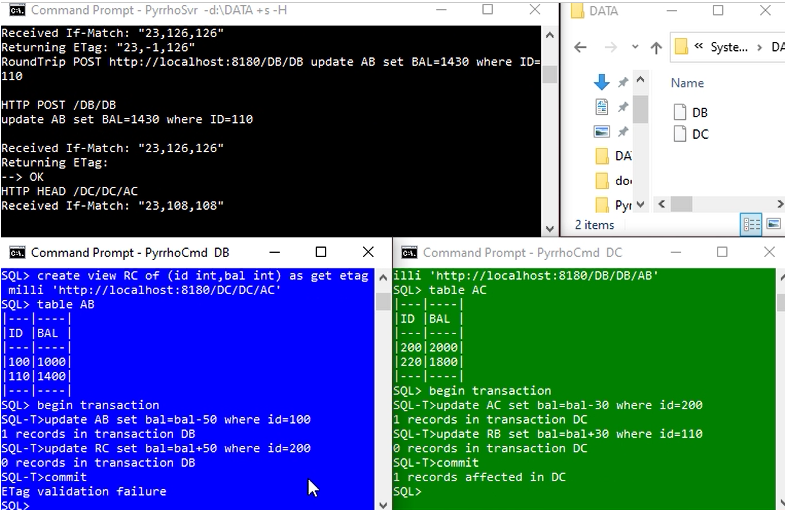 Command Prompt - PyrrhoSvr -d:\DATA +s -H
Received If-Match: "23,126,126"
Returning ETag: "23,-1,126"
RoundTrip POST http://localhost:8180/DB/DB update AB set BAL=1430 where ID=
110
HTTP POST /DB/DB
update AB set BAL=1430 where ID=110
Received If-Match: "23,126,126"
Returning ETag:
--> OK
HTTP HEAD /DC/DC/AC
Received If-Match: "23,108,108"
DATA
« Syste... › DA
Name
DB
DC
DA
do
Pyr
2 items
Command Prompt - PyrrhoCmd DB
SQL> create view RC of (id int,bal int) as get etag
milli 'http://localhost:8180/DC/DC/AC'
SQL> table AB
|---|----|
|ID |BAL |
|---|----|
|100|1000|
|110|1400|
|---|----|
SQL> begin transaction
SQL-T>update AB set bal=bal-50 where id=100
1 records in transaction DB
SQL-T>update RC set bal=bal+50 where id=200
0 records in transaction DB
SQL-T>commit
ETag validation failure
SQL>
Command Prompt - PyrrhoCmd DC
illi 'http://localhost:8180/DB/DB/AB'
SQL> table AC
|---|----|
|ID |BAL |
|---|----|
|200|2000|
|220|1800|
|---|----|
SQL> begin transaction
SQL-T>update AC set bal=bal-30 where id=200
1 records in transaction DC
SQL-T>update RB set bal=bal+30 where id=110
0 records in transaction DC
SQL-T>commit
1 records affected in DC
SQL>